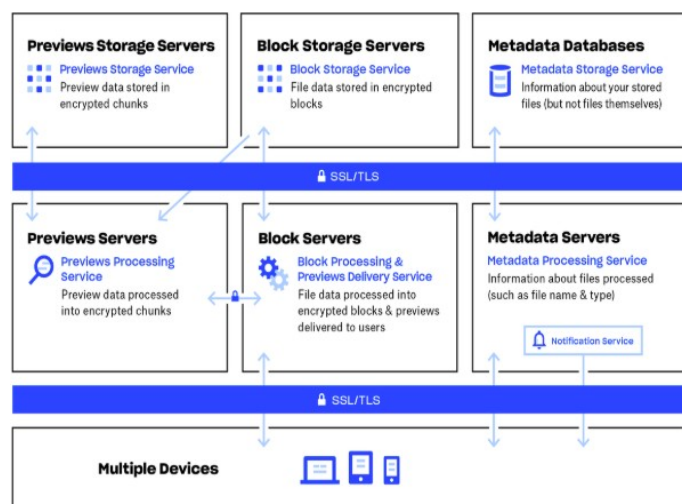 Previews Storage Servers
Previews Storage Service
Preview data stored in
encrypted chunks
Block Storage Servers
Block Storage Service
File data stored in encrypted
blocks
Metadata Databases
Metadata Storage Service
Information about your stored
files (but not files themselves)
SSL/TLS
Previews Servers
Previews Processing
Service
Preview data processed
into encrypted chunks
Block Servers
Block Processing &
Previews Delivery Service
File data processed into
encrypted blocks & previews
delivered to users
Metadata Servers
Metadata Processing Service
Information about files processed
(such as file name & type)
Notification Service
SSL/TLS
Multiple Devices